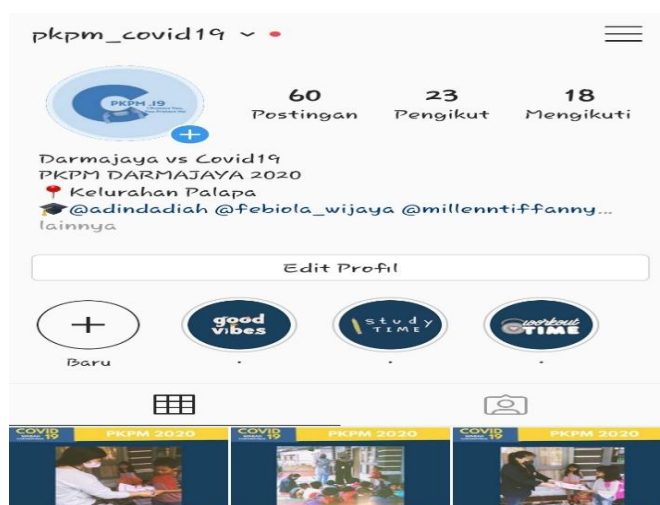 pkpm_covid19
60 23 18
Postingan Pengikut Mengikuti
PKPM .19
Darmajaya vs Covid19
PKPM DARMAJAYA 2020
Kelurahan Palapa
@adindadiah @febiola_wijaya @millenntiffanny...
lainnya
Edit Profil
good vibes
study TIME
workout TIME
Baru . . .
COVID 19 PKPM 2020 COVID 19 PKPM 2020 COVID 19 PKPM 2020